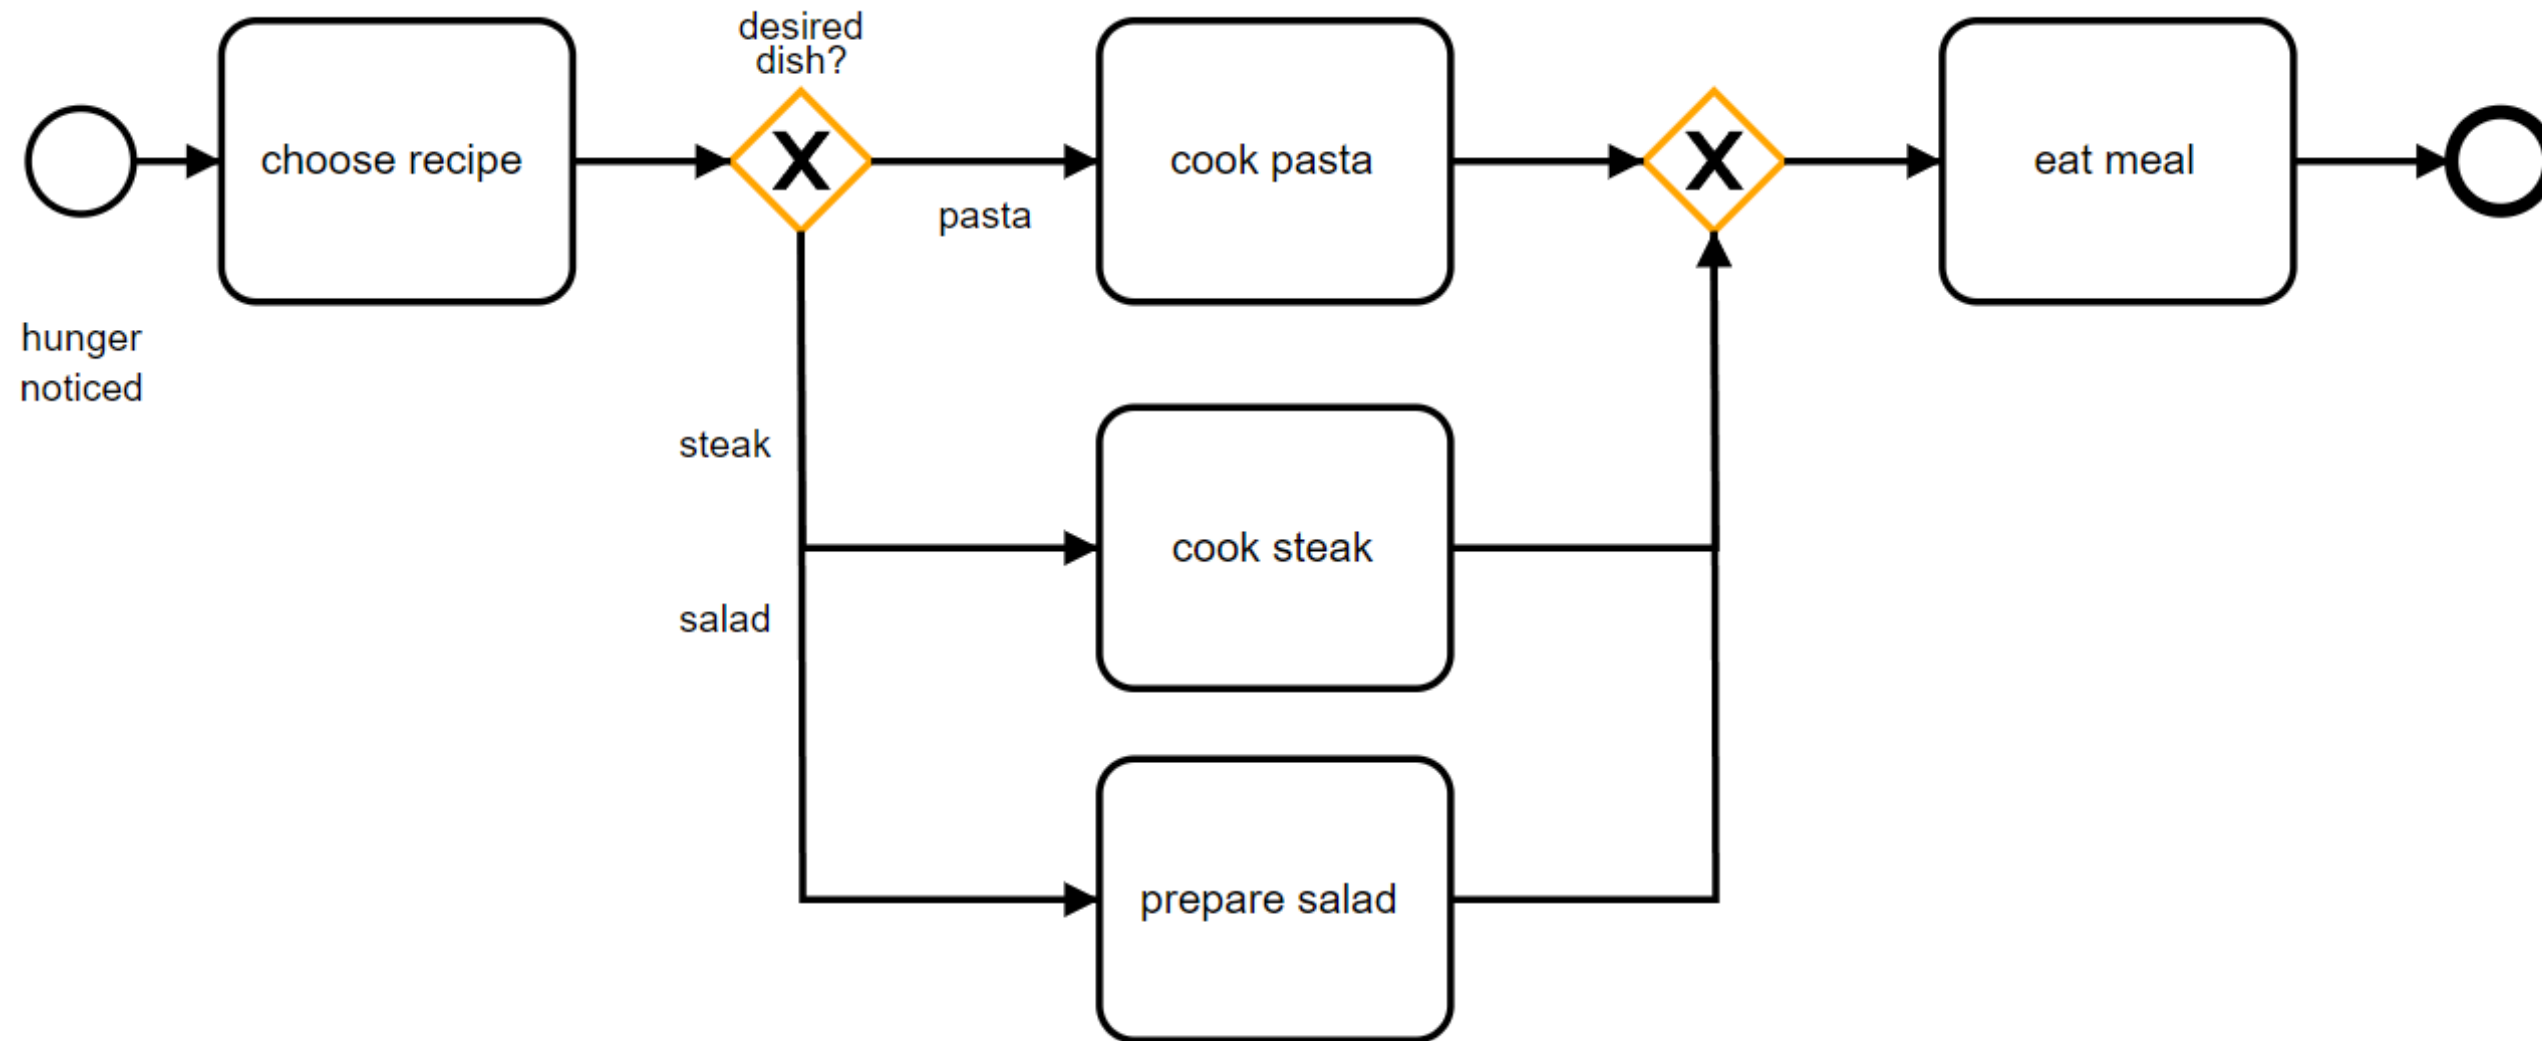 desired
dish?
choose recipe
X
cook pasta
X
eat meal
pasta
hunger
noticed
steak
cook steak
salad
prepare salad